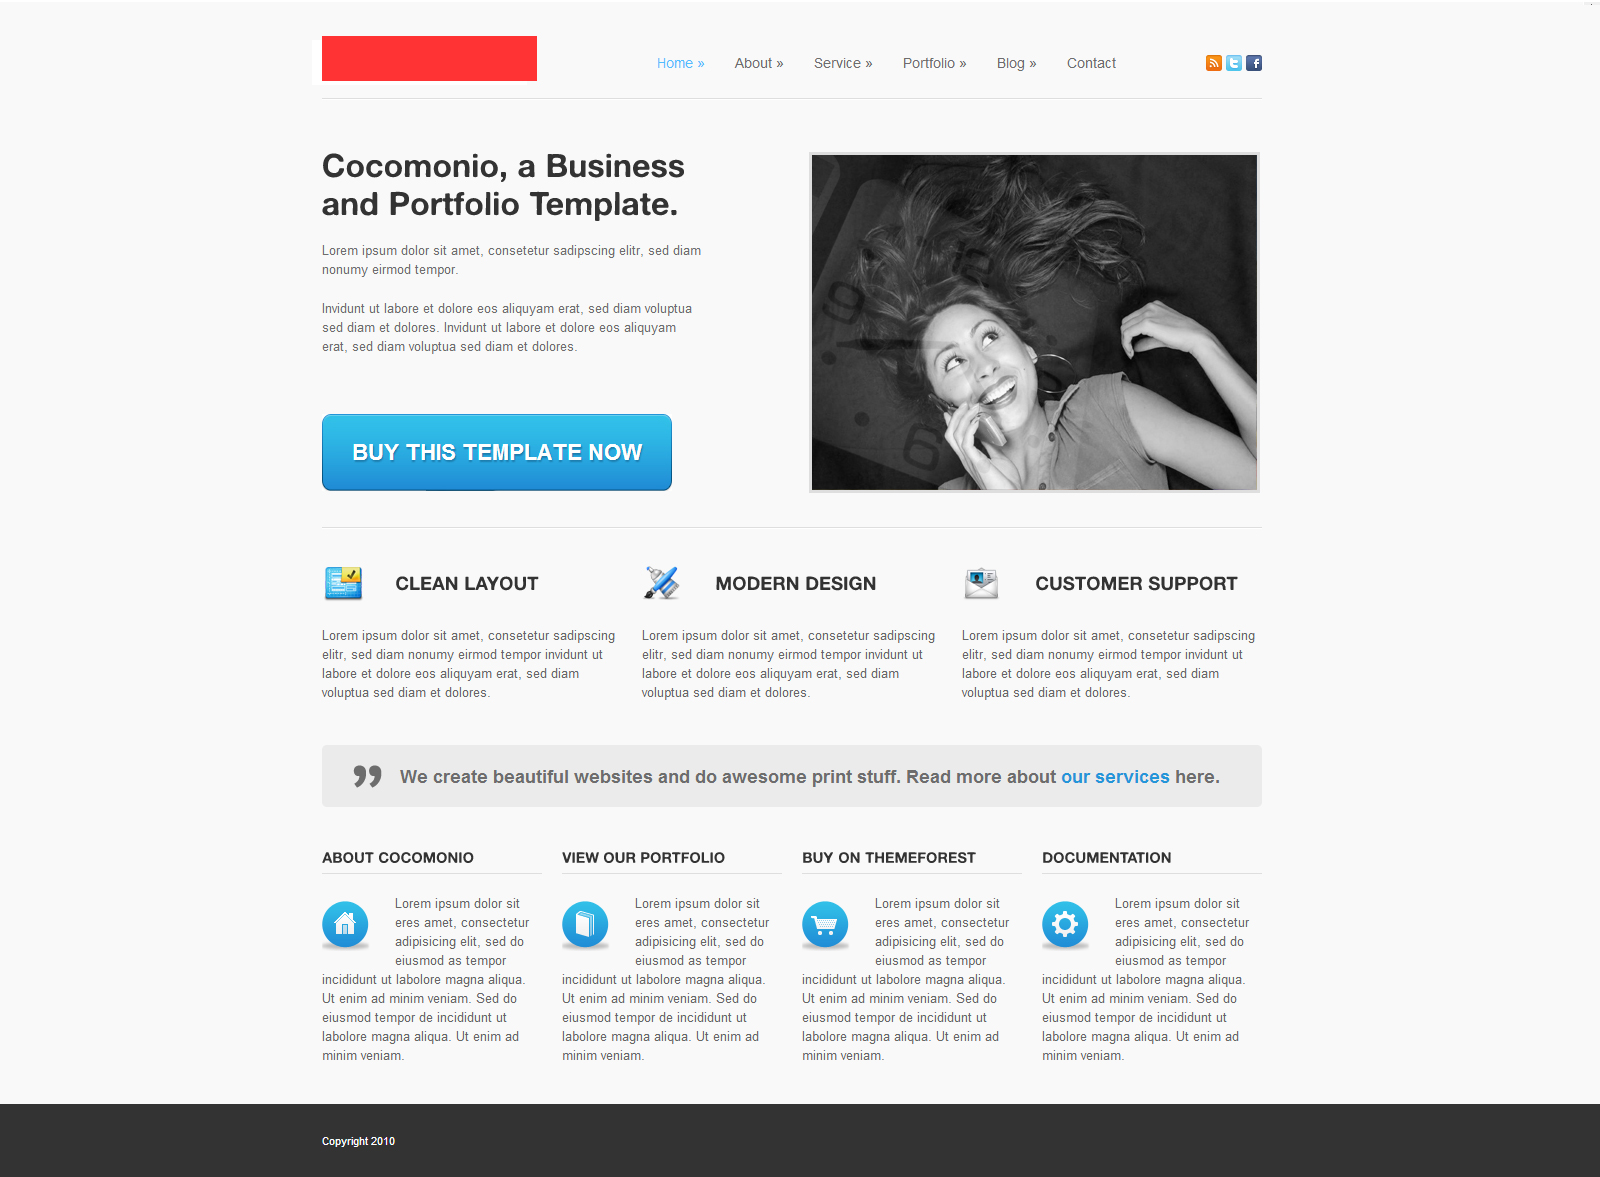 Home »
About »
Service »
Portfolio »
Blog »
Contact
Cocomonio, a Business
and Portfolio Template.
Lorem ipsum dolor sit amet, consetetur sadipscing elitr, sed diam
nonumy eirmod tempor.
Invidunt ut labore et dolore eos aliquyam erat, sed diam voluptua
sed diam et dolores. Invidunt ut labore et dolore eos aliquyam
erat, sed diam voluptua sed diam et dolores.
BUY THIS TEMPLATE NOW
CLEAN LAYOUT
Lorem ipsum dolor sit amet, consetetur sadipscing
elitr, sed diam nonumy eirmod tempor invidunt ut
labore et dolore eos aliquyam erat, sed diam
voluptua sed diam et dolores.
MODERN DESIGN
Lorem ipsum dolor sit amet, consetetur sadipscing
elitr, sed diam nonumy eirmod tempor invidunt ut
labore et dolore eos aliquyam erat, sed diam
voluptua sed diam et dolores.
CUSTOMER SUPPORT
Lorem ipsum dolor sit amet, consetetur sadipscing
elitr, sed diam nonumy eirmod tempor invidunt ut
labore et dolore eos aliquyam erat, sed diam
voluptua sed diam et dolores.
” We create beautiful websites and do awesome print stuff. Read more about our services here.
ABOUT COCOMONIO
Lorem ipsum dolor sit
eres amet, consectetur
adipisicing elit, sed do
eiusmod as tempor
incididunt ut labolore magna aliqua.
Ut enim ad minim veniam. Sed do
eiusmod tempor de incididunt ut
labolore magna aliqua. Ut enim ad
minim veniam.
VIEW OUR PORTFOLIO
Lorem ipsum dolor sit
eres amet, consectetur
adipisicing elit, sed do
eiusmod as tempor
incididunt ut labolore magna aliqua.
Ut enim ad minim veniam. Sed do
eiusmod tempor de incididunt ut
labolore magna aliqua. Ut enim ad
minim veniam.
BUY ON THEMEFOREST
Lorem ipsum dolor sit
eres amet, consectetur
adipisicing elit, sed do
eiusmod as tempor
incididunt ut labolore magna aliqua.
Ut enim ad minim veniam. Sed do
eiusmod tempor de incididunt ut
labolore magna aliqua. Ut enim ad
minim veniam.
DOCUMENTATION
Lorem ipsum dolor sit
eres amet, consectetur
adipisicing elit, sed do
eiusmod as tempor
incididunt ut labolore magna aliqua.
Ut enim ad minim veniam. Sed do
eiusmod tempor de incididunt ut
labolore magna aliqua. Ut enim ad
minim veniam.
Copyright 2010